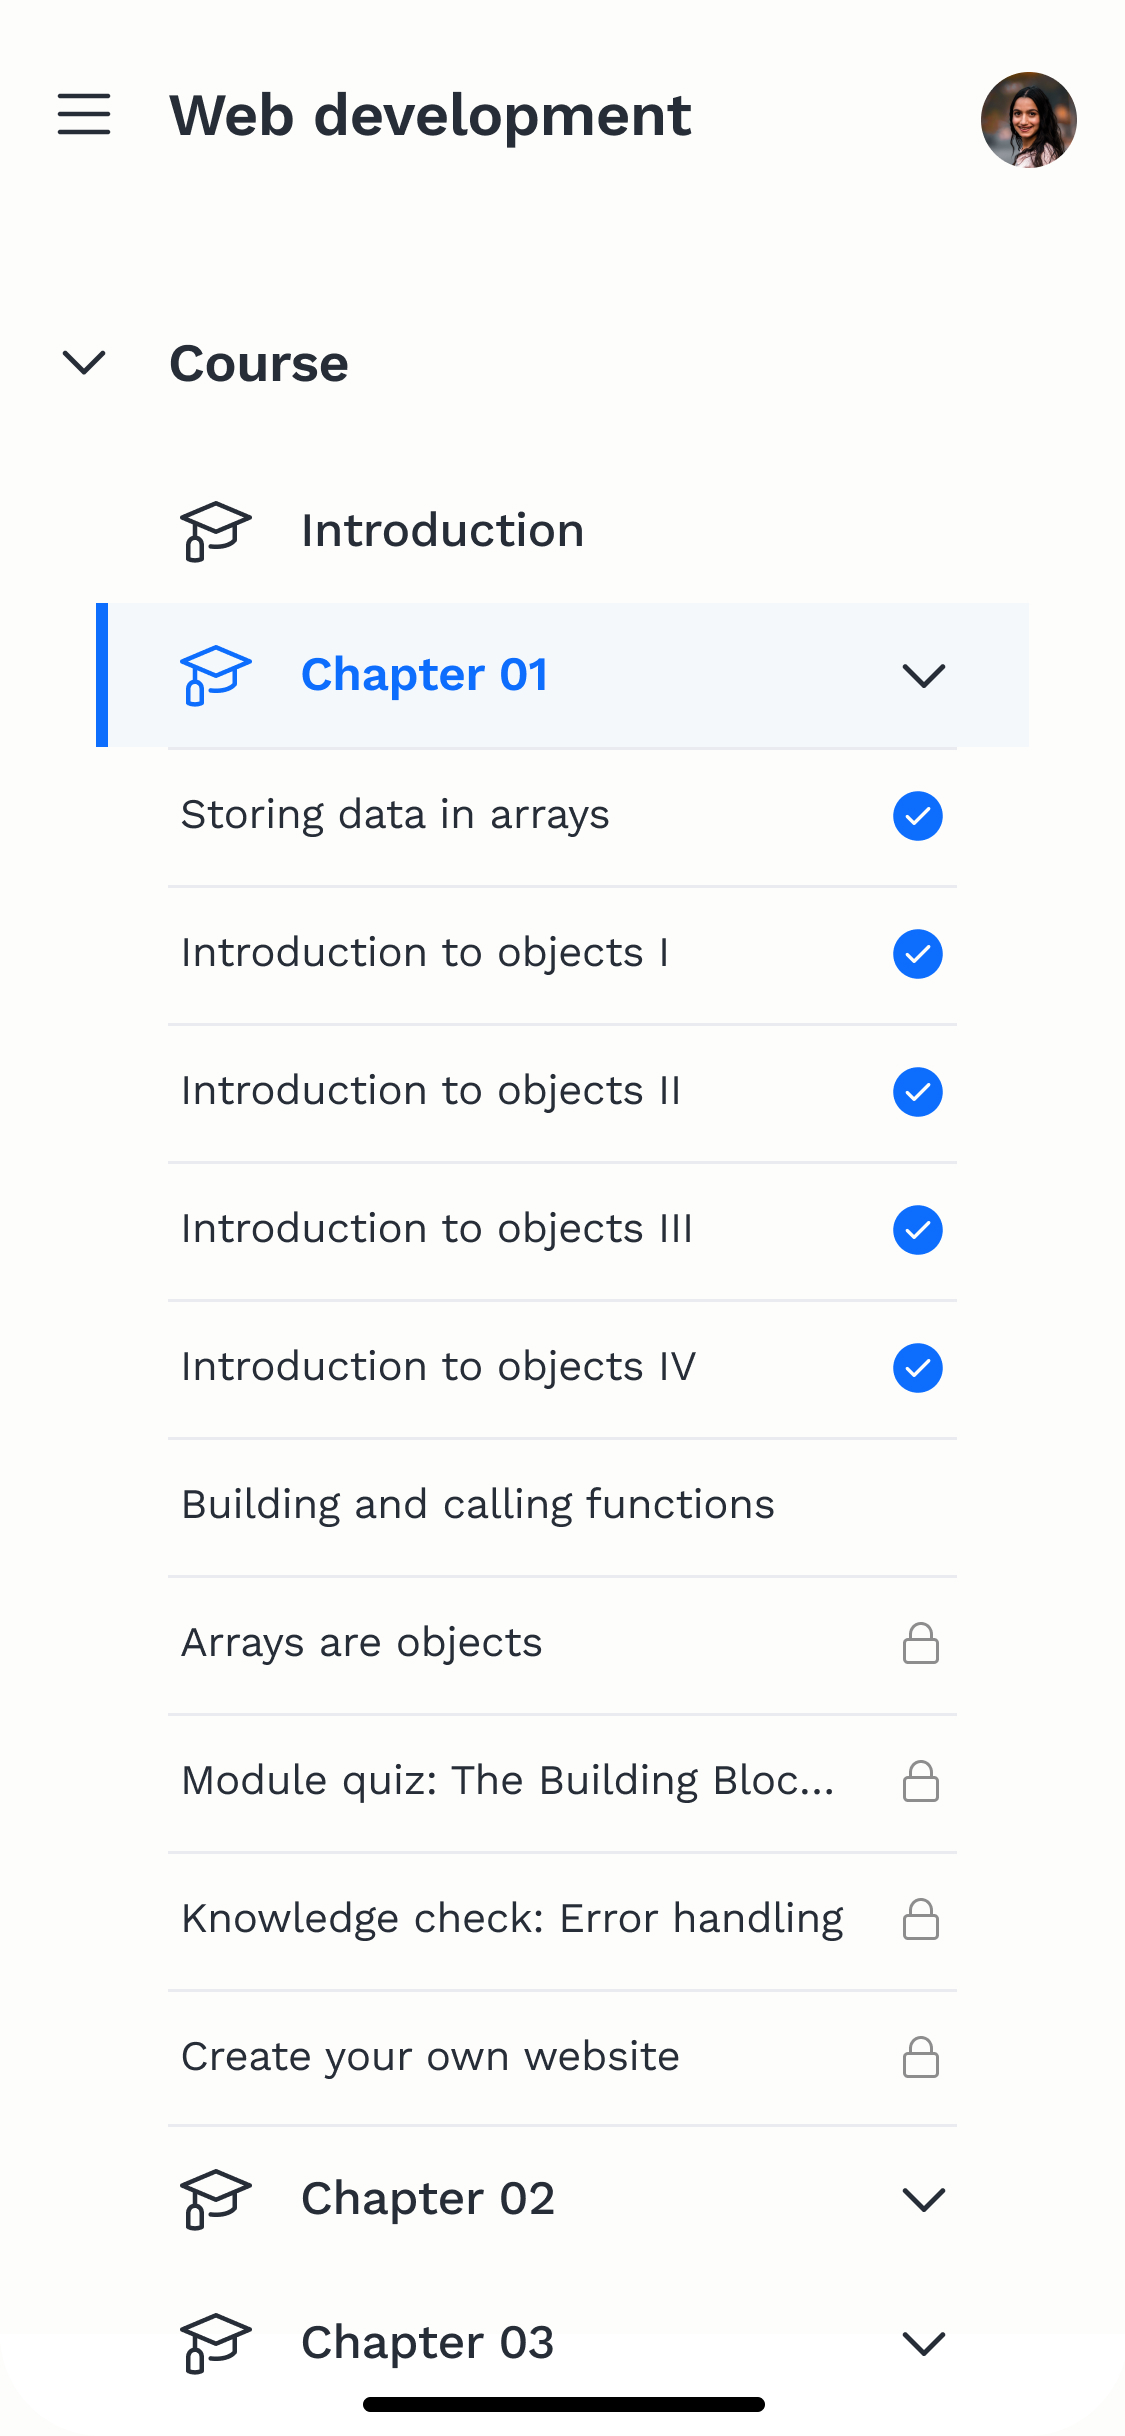 Web development
Course
Introduction
Chapter 01
Storing data in arrays
Introduction to objects I
Introduction to objects II
Introduction to objects III
Introduction to objects IV
Building and calling functions
Arrays are objects
Module quiz: The Building Bloc...
Knowledge check: Error handling
Create your own website
Chapter 02
Chapter 03